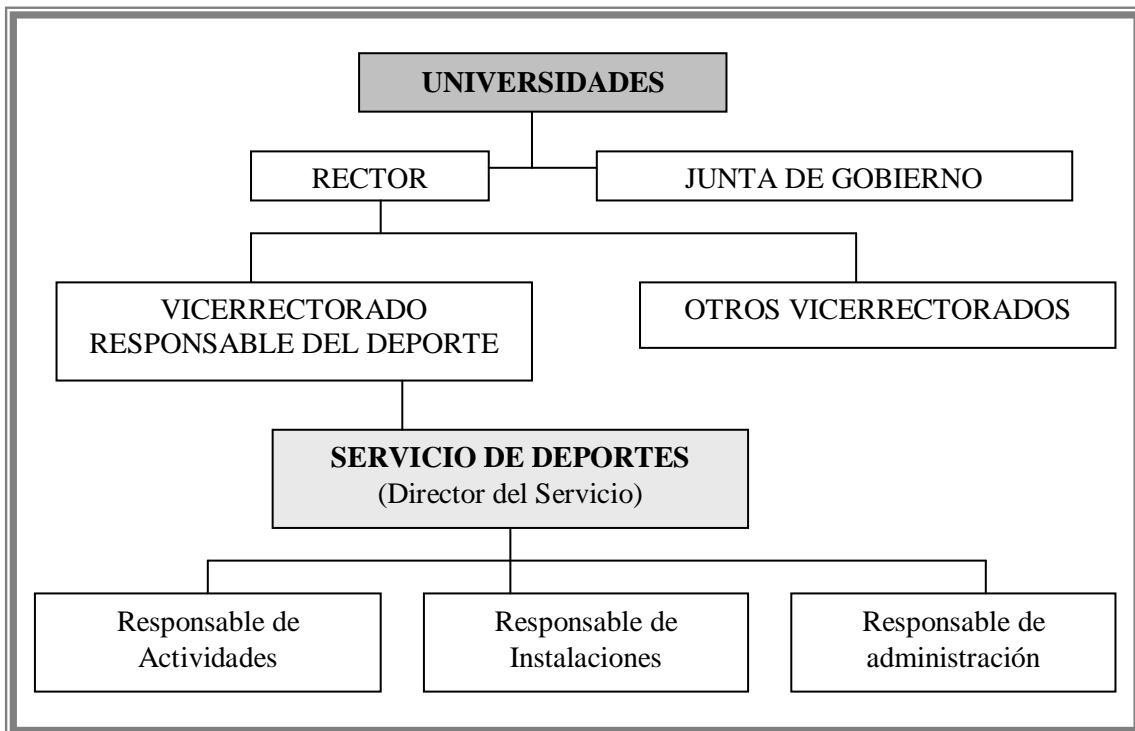 UNIVERSIDADES
RECTOR
JUNTA DE GOBIERNO
VICERRECTORADO
RESPONSABLE DEL DEPORTE
OTROS VICERRECTORADOS
SERVICIO DE DEPORTES
(Director del Servicio)
Responsable de
Actividades
Responsable de
Instalaciones
Responsable de
administración